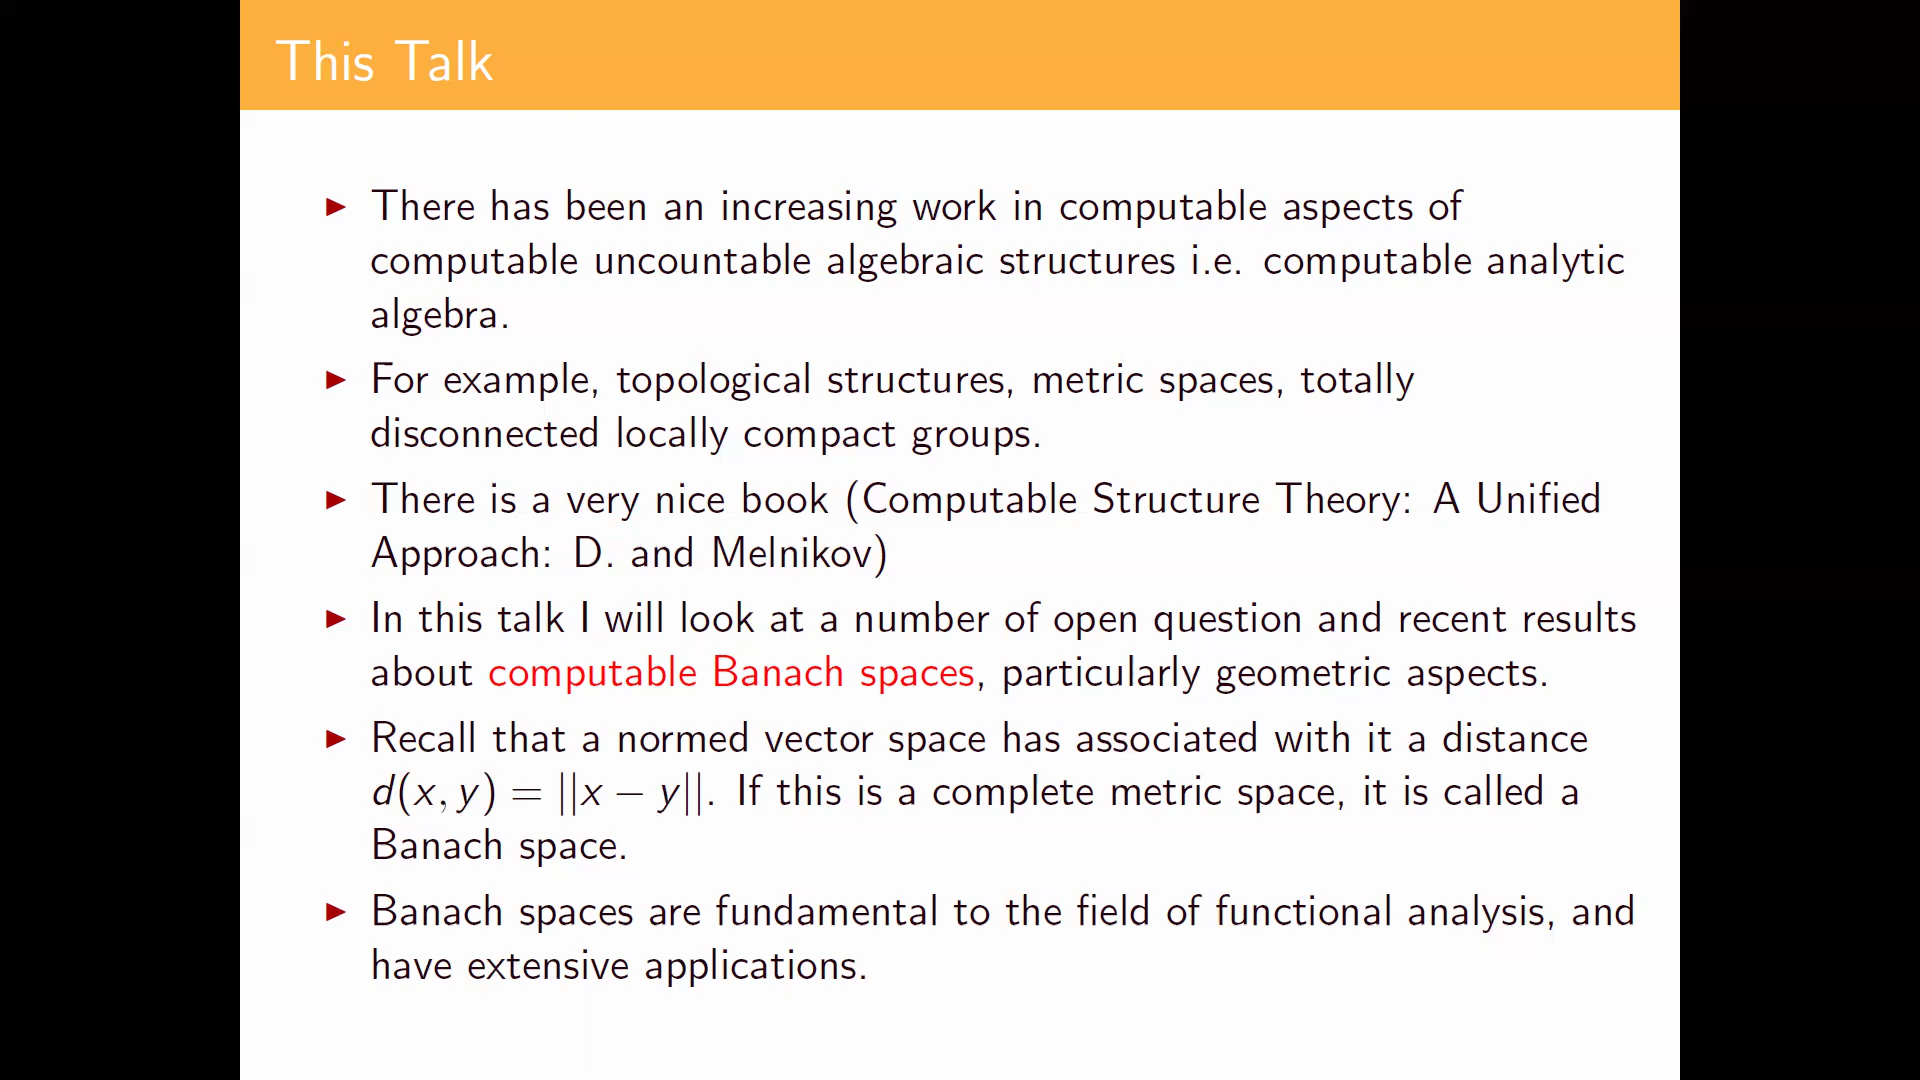 This Talk
▶ There has been an increasing work in computable aspects of
computable uncountable algebraic structures i.e. computable analytic
algebra.
▶ For example, topological structures, metric spaces, totally
disconnected locally compact groups.
▶ There is a very nice book (Computable Structure Theory: A Unified
Approach: D. and Melnikov)
▶ In this talk I will look at a number of open question and recent results
about computable Banach spaces, particularly geometric aspects.
▶ Recall that a normed vector space has associated with it a distance
d(x, y) = ||x − y||. If this is a complete metric space, it is called a
Banach space.
▶ Banach spaces are fundamental to the field of functional analysis, and
have extensive applications.